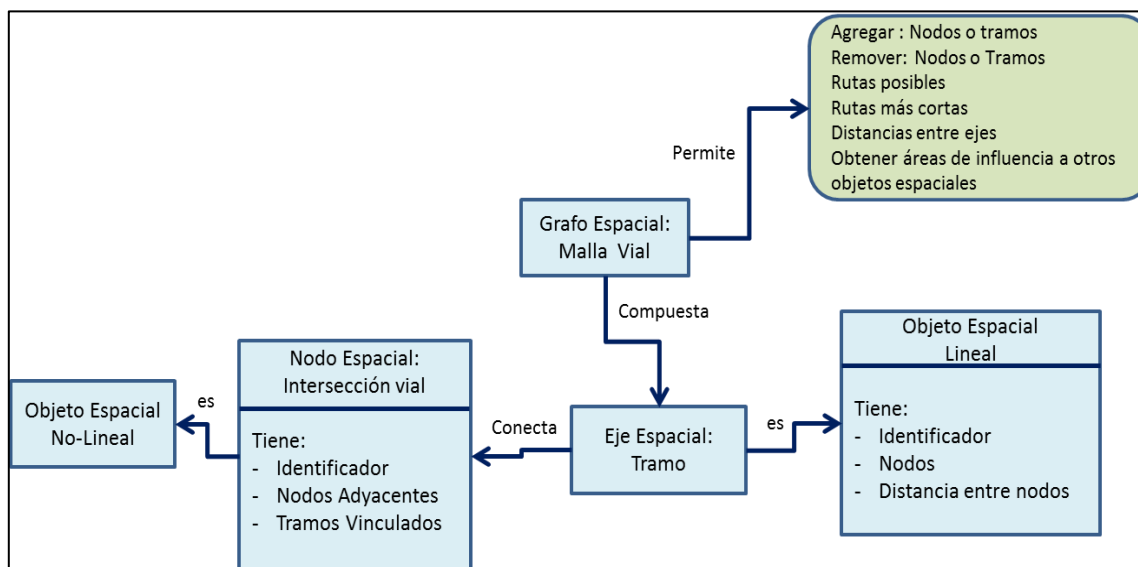 Agregar : Nodos o tramos
Remover: Nodos o Tramos
Rutas posibles
Rutas más cortas
Distancias entre ejes
Obtener áreas de influencia a otros
objetos espaciales
Permite
Grafo Espacial:
Malla Vial
Compuesta
Objeto Espacial
Lineal
Tiene:
- Identificador
- Nodos
- Distancia entre nodos
Nodo Espacial:
Intersección vial
Tiene:
- Identificador
- Nodos Adyacentes
- Tramos Vinculados
Objeto Espacial
No-Lineal
es
Conecta
Eje Espacial:
Tramo
es